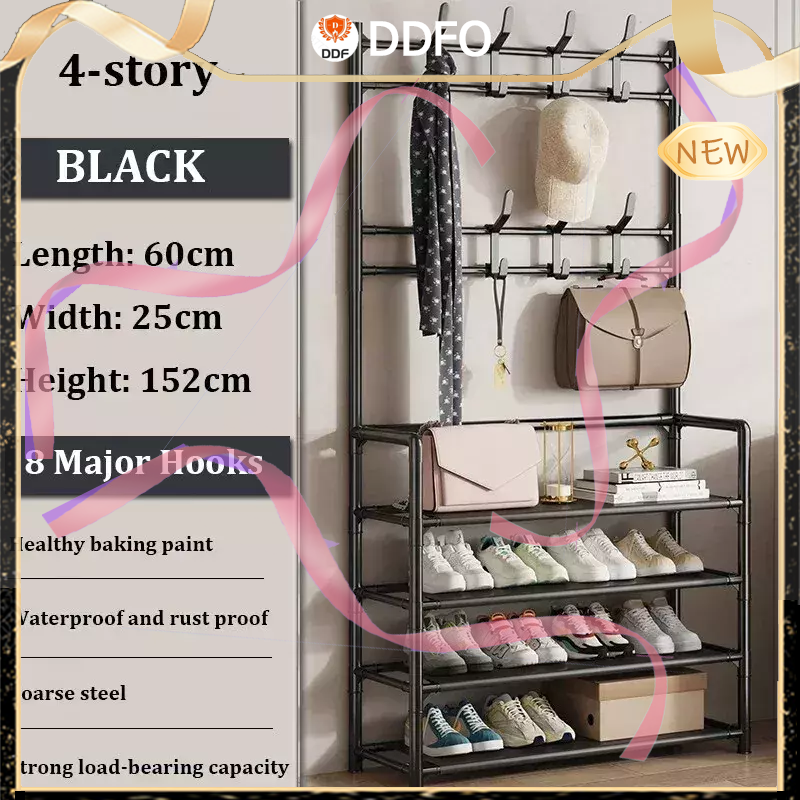 DDF
DDFO
4-story
NEW
BLACK
Length: 60cm
Width: 25cm
Height: 152cm
8 Major Hooks
Healthy baking paint
Waterproof and rust proof
oarse steel
trong load-bearing capacity